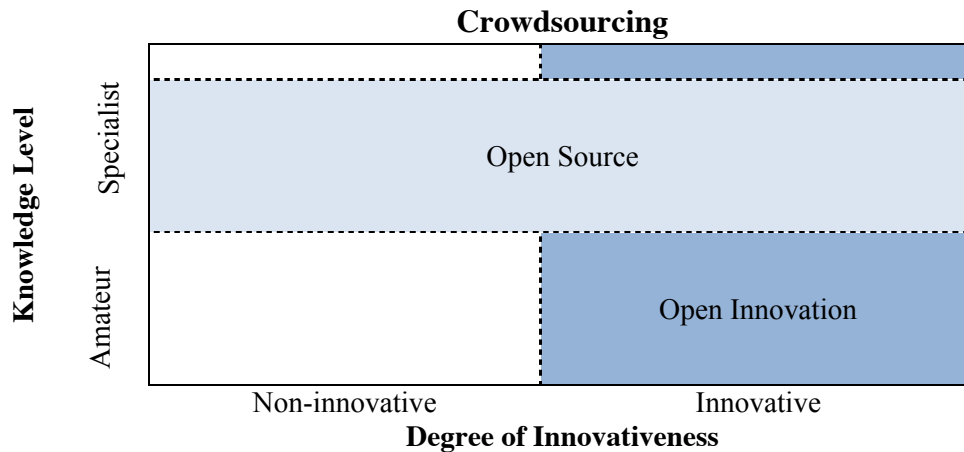 Crowdsourcing
Knowledge Level
Specialist
Open Source
Amateur
Open Innovation
Non-innovative
Innovative
Degree of Innovativeness